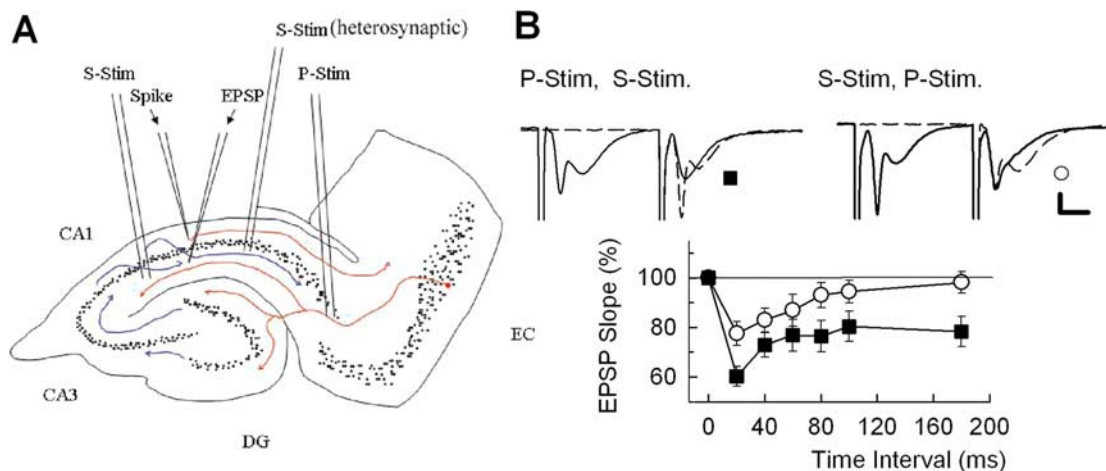 A
S-Stim (heterosynaptic)
S-Stim
P-Stim
Spike
EPSP
CA1
CA3
DG
EC
B
P-Stim, S-Stim.
S-Stim, P-Stim.
EPSP Slope (%)
100
80
60
0 40 80 120 160 200
Time Interval (ms)